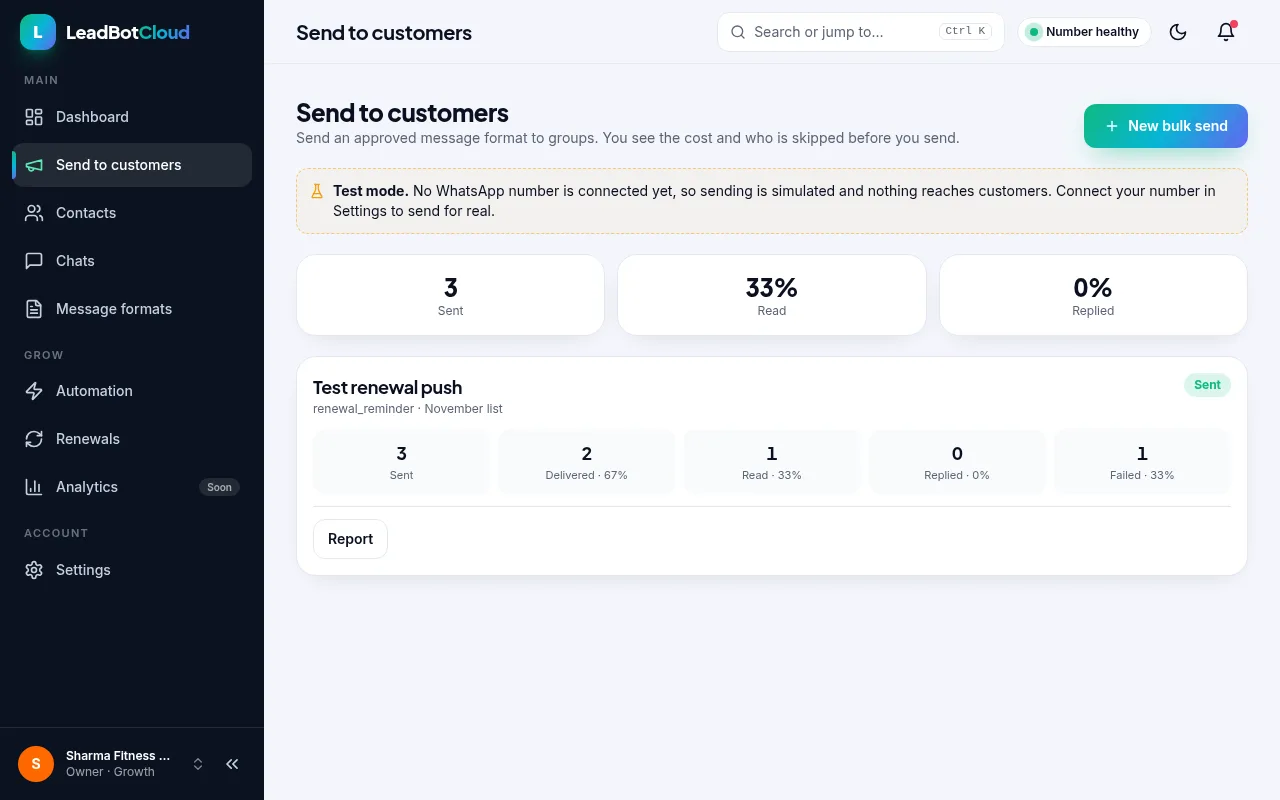 L LeadBotCloud
MAIN
Dashboard
Send to customers
Contacts
Chats
Message formats
GROW
Automation
Renewals
Analytics Soon
ACCOUNT
Settings
S Sharma Fitness ...
Owner · Growth
Send to customers
Search or jump to... Ctrl K
Number healthy
Send to customers
Send an approved message format to groups. You see the cost and who is skipped before you send.
+ New bulk send
Test mode. No WhatsApp number is connected yet, so sending is simulated and nothing reaches customers. Connect your number in
Settings to send for real.
3
Sent
33%
Read
0%
Replied
Test renewal push
Sent
renewal_reminder · November list
3
Sent
2
Delivered · 67%
1
Read · 33%
0
Replied · 0%
1
Failed · 33%
Report